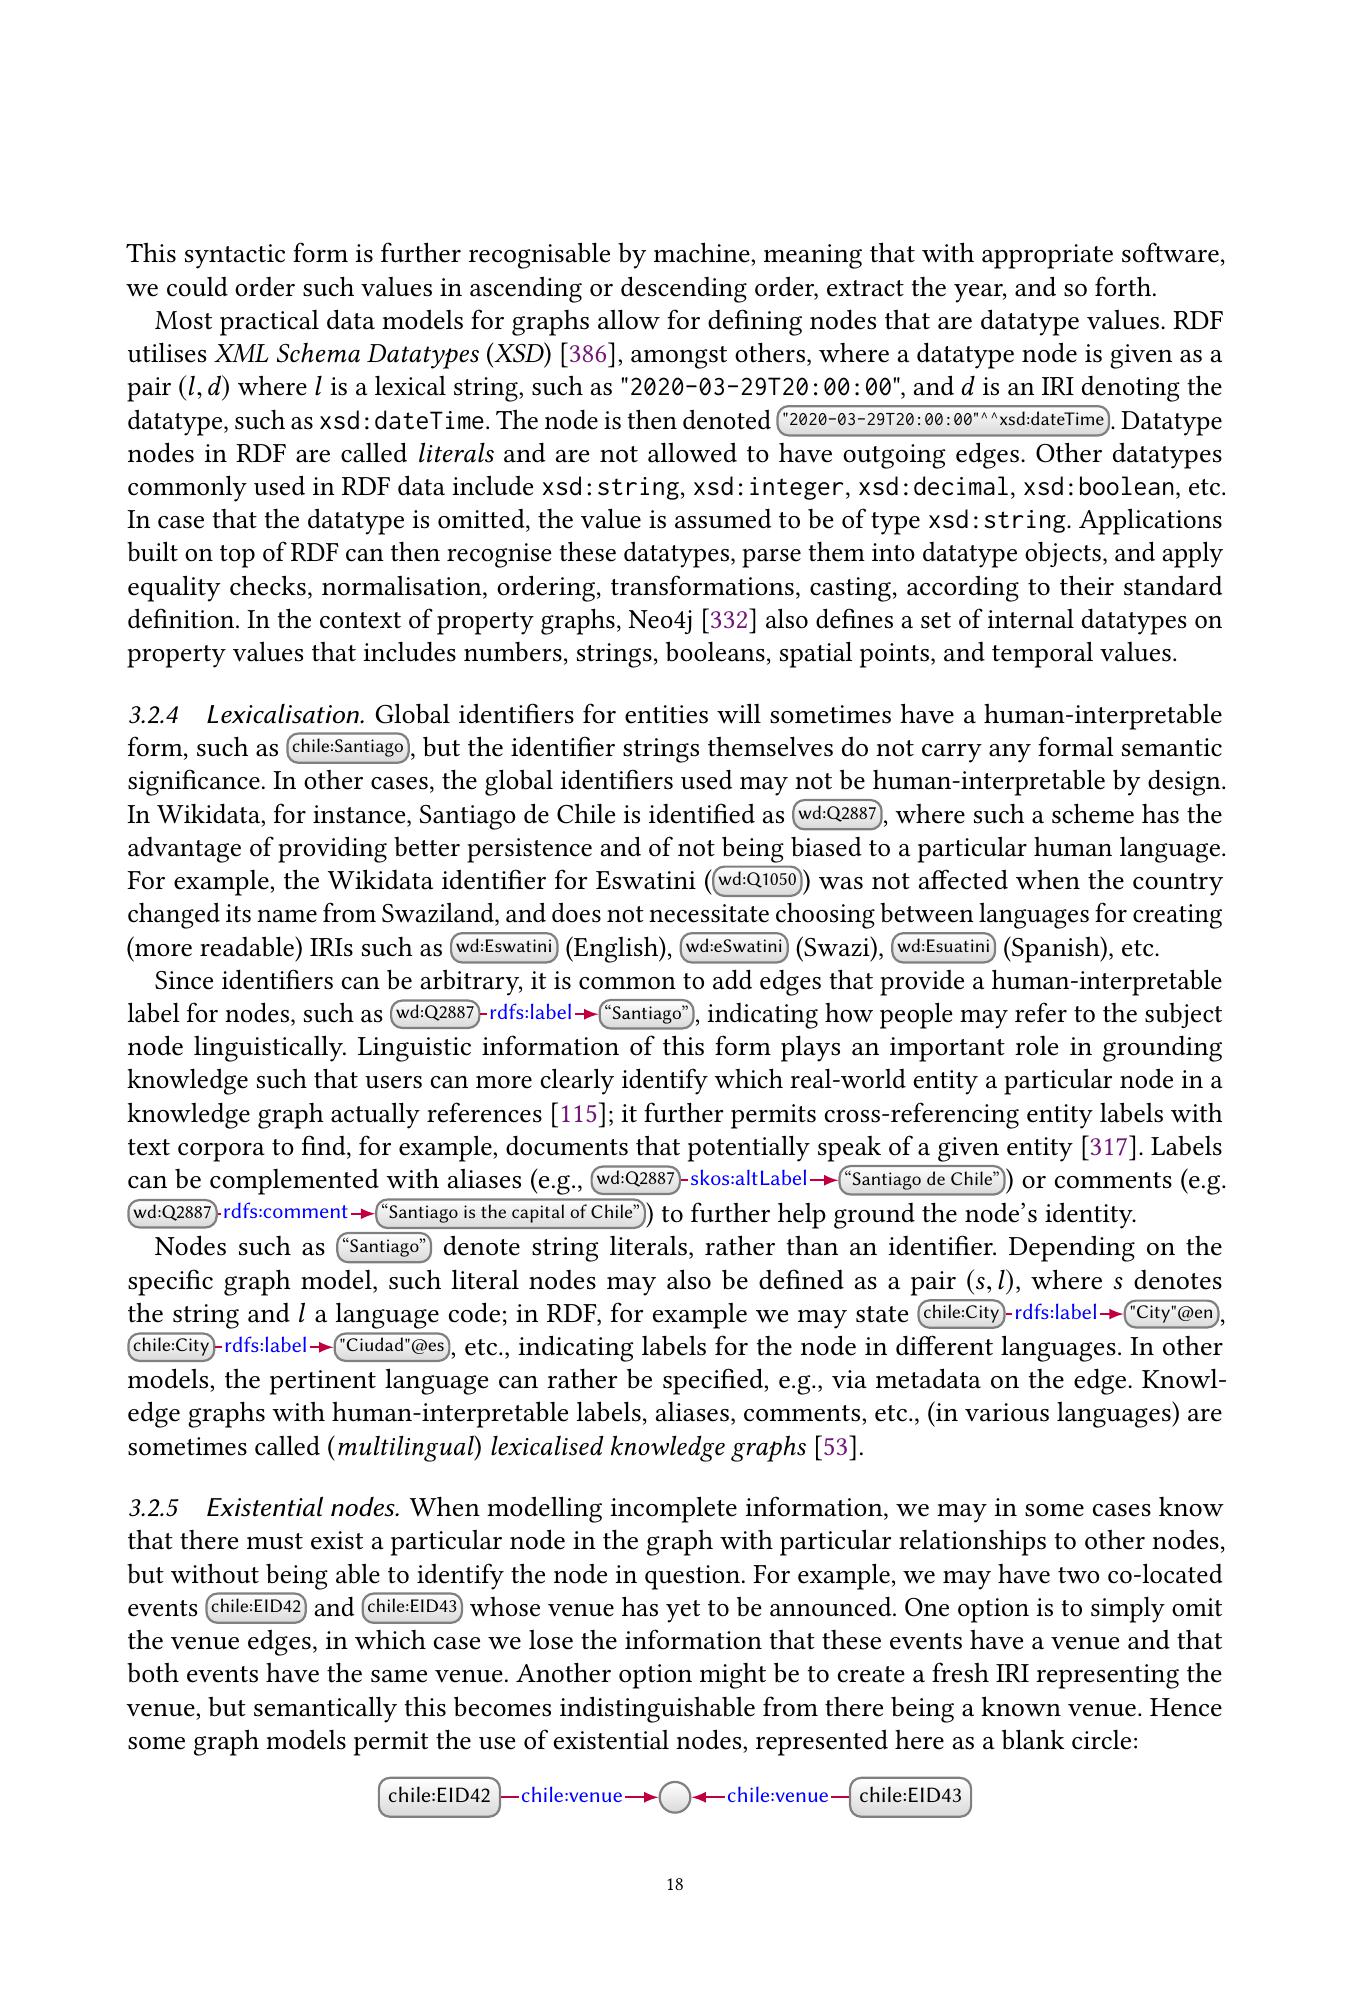 This syntactic form is further recognisable by machine, meaning that with appropriate software,
we could order such values in ascending or descending order, extract the year, and so forth.
Most practical data models for graphs allow for defining nodes that are datatype values. RDF
utilises XML Schema Datatypes (XSD) [386], amongst others, where a datatype node is given as a
pair (l, d) where l is a lexical string, such as "2020-03-29T20:00:00", and d is an IRI denoting the
datatype, such as xsd:dateTime. The node is then denoted "2020-03-29T20:00:00"^^xsd:dateTime. Datatype
nodes in RDF are called literals and are not allowed to have outgoing edges. Other datatypes
commonly used in RDF data include xsd:string, xsd:integer, xsd:decimal, xsd:boolean, etc.
In case that the datatype is omitted, the value is assumed to be of type xsd:string. Applications
built on top of RDF can then recognise these datatypes, parse them into datatype objects, and apply
equality checks, normalisation, ordering, transformations, casting, according to their standard
definition. In the context of property graphs, Neo4j [332] also defines a set of internal datatypes on
property values that includes numbers, strings, booleans, spatial points, and temporal values.
3.2.4 Lexicalisation. Global identifiers for entities will sometimes have a human-interpretable
form, such as chile:Santiago, but the identifier strings themselves do not carry any formal semantic
significance. In other cases, the global identifiers used may not be human-interpretable by design.
In Wikidata, for instance, Santiago de Chile is identified as wd:Q2887, where such a scheme has the
advantage of providing better persistence and of not being biased to a particular human language.
For example, the Wikidata identifier for Eswatini (wd:Q1050) was not affected when the country
changed its name from Swaziland, and does not necessitate choosing between languages for creating
(more readable) IRIs such as wd:Eswatini (English), wd:eSwatini (Swazi), wd:Esuatini (Spanish), etc.
Since identifiers can be arbitrary, it is common to add edges that provide a human-interpretable
label for nodes, such as wd:Q2887 rdfs:label “Santiago”, indicating how people may refer to the subject
node linguistically. Linguistic information of this form plays an important role in grounding
knowledge such that users can more clearly identify which real-world entity a particular node in a
knowledge graph actually references [115]; it further permits cross-referencing entity labels with
text corpora to find, for example, documents that potentially speak of a given entity [317]. Labels
can be complemented with aliases (e.g., wd:Q2887 skos:altLabel “Santiago de Chile”) or comments (e.g.
wd:Q2887 rdfs:comment “Santiago is the capital of Chile”) to further help ground the node’s identity.
Nodes such as “Santiago” denote string literals, rather than an identifier. Depending on the
specific graph model, such literal nodes may also be defined as a pair (s, l), where s denotes
the string and l a language code; in RDF, for example we may state chile:City rdfs:label "City"@en,
chile:City rdfs:label "Ciudad"@es, etc., indicating labels for the node in different languages. In other
models, the pertinent language can rather be specified, e.g., via metadata on the edge. Knowl-
edge graphs with human-interpretable labels, aliases, comments, etc., (in various languages) are
sometimes called (multilingual) lexicalised knowledge graphs [53].
3.2.5 Existential nodes. When modelling incomplete information, we may in some cases know
that there must exist a particular node in the graph with particular relationships to other nodes,
but without being able to identify the node in question. For example, we may have two co-located
events chile:EID42 and chile:EID43 whose venue has yet to be announced. One option is to simply omit
the venue edges, in which case we lose the information that these events have a venue and that
both events have the same venue. Another option might be to create a fresh IRI representing the
venue, but semantically this becomes indistinguishable from there being a known venue. Hence
some graph models permit the use of existential nodes, represented here as a blank circle:
chile:EID42 chile:venue chile:venue chile:EID43
18